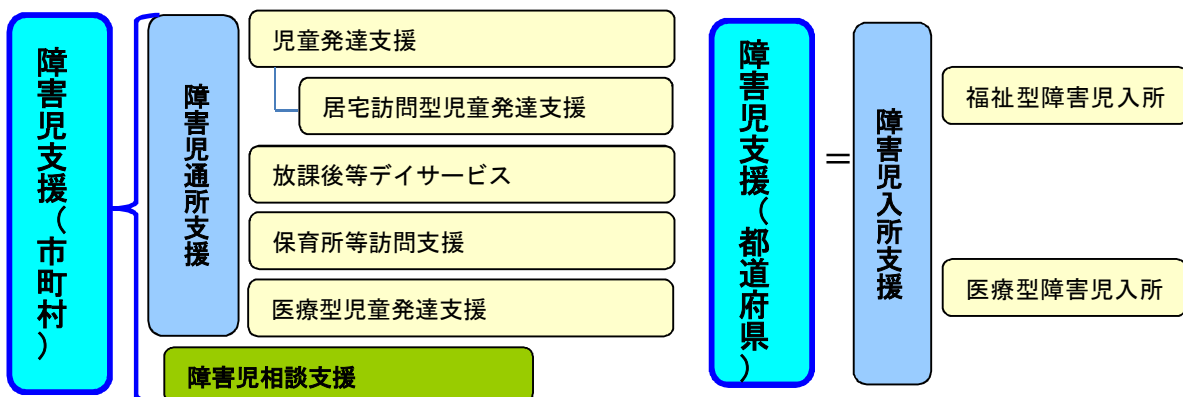 障害児支援（市町村）
障害児通所支援
児童発達支援
居宅訪問型児童発達支援
放課後等デイサービス
保育所等訪問支援
医療型児童発達支援
障害児相談支援
障害児支援（都道府県）
＝
障害児入所支援
福祉型障害児入所
医療型障害児入所